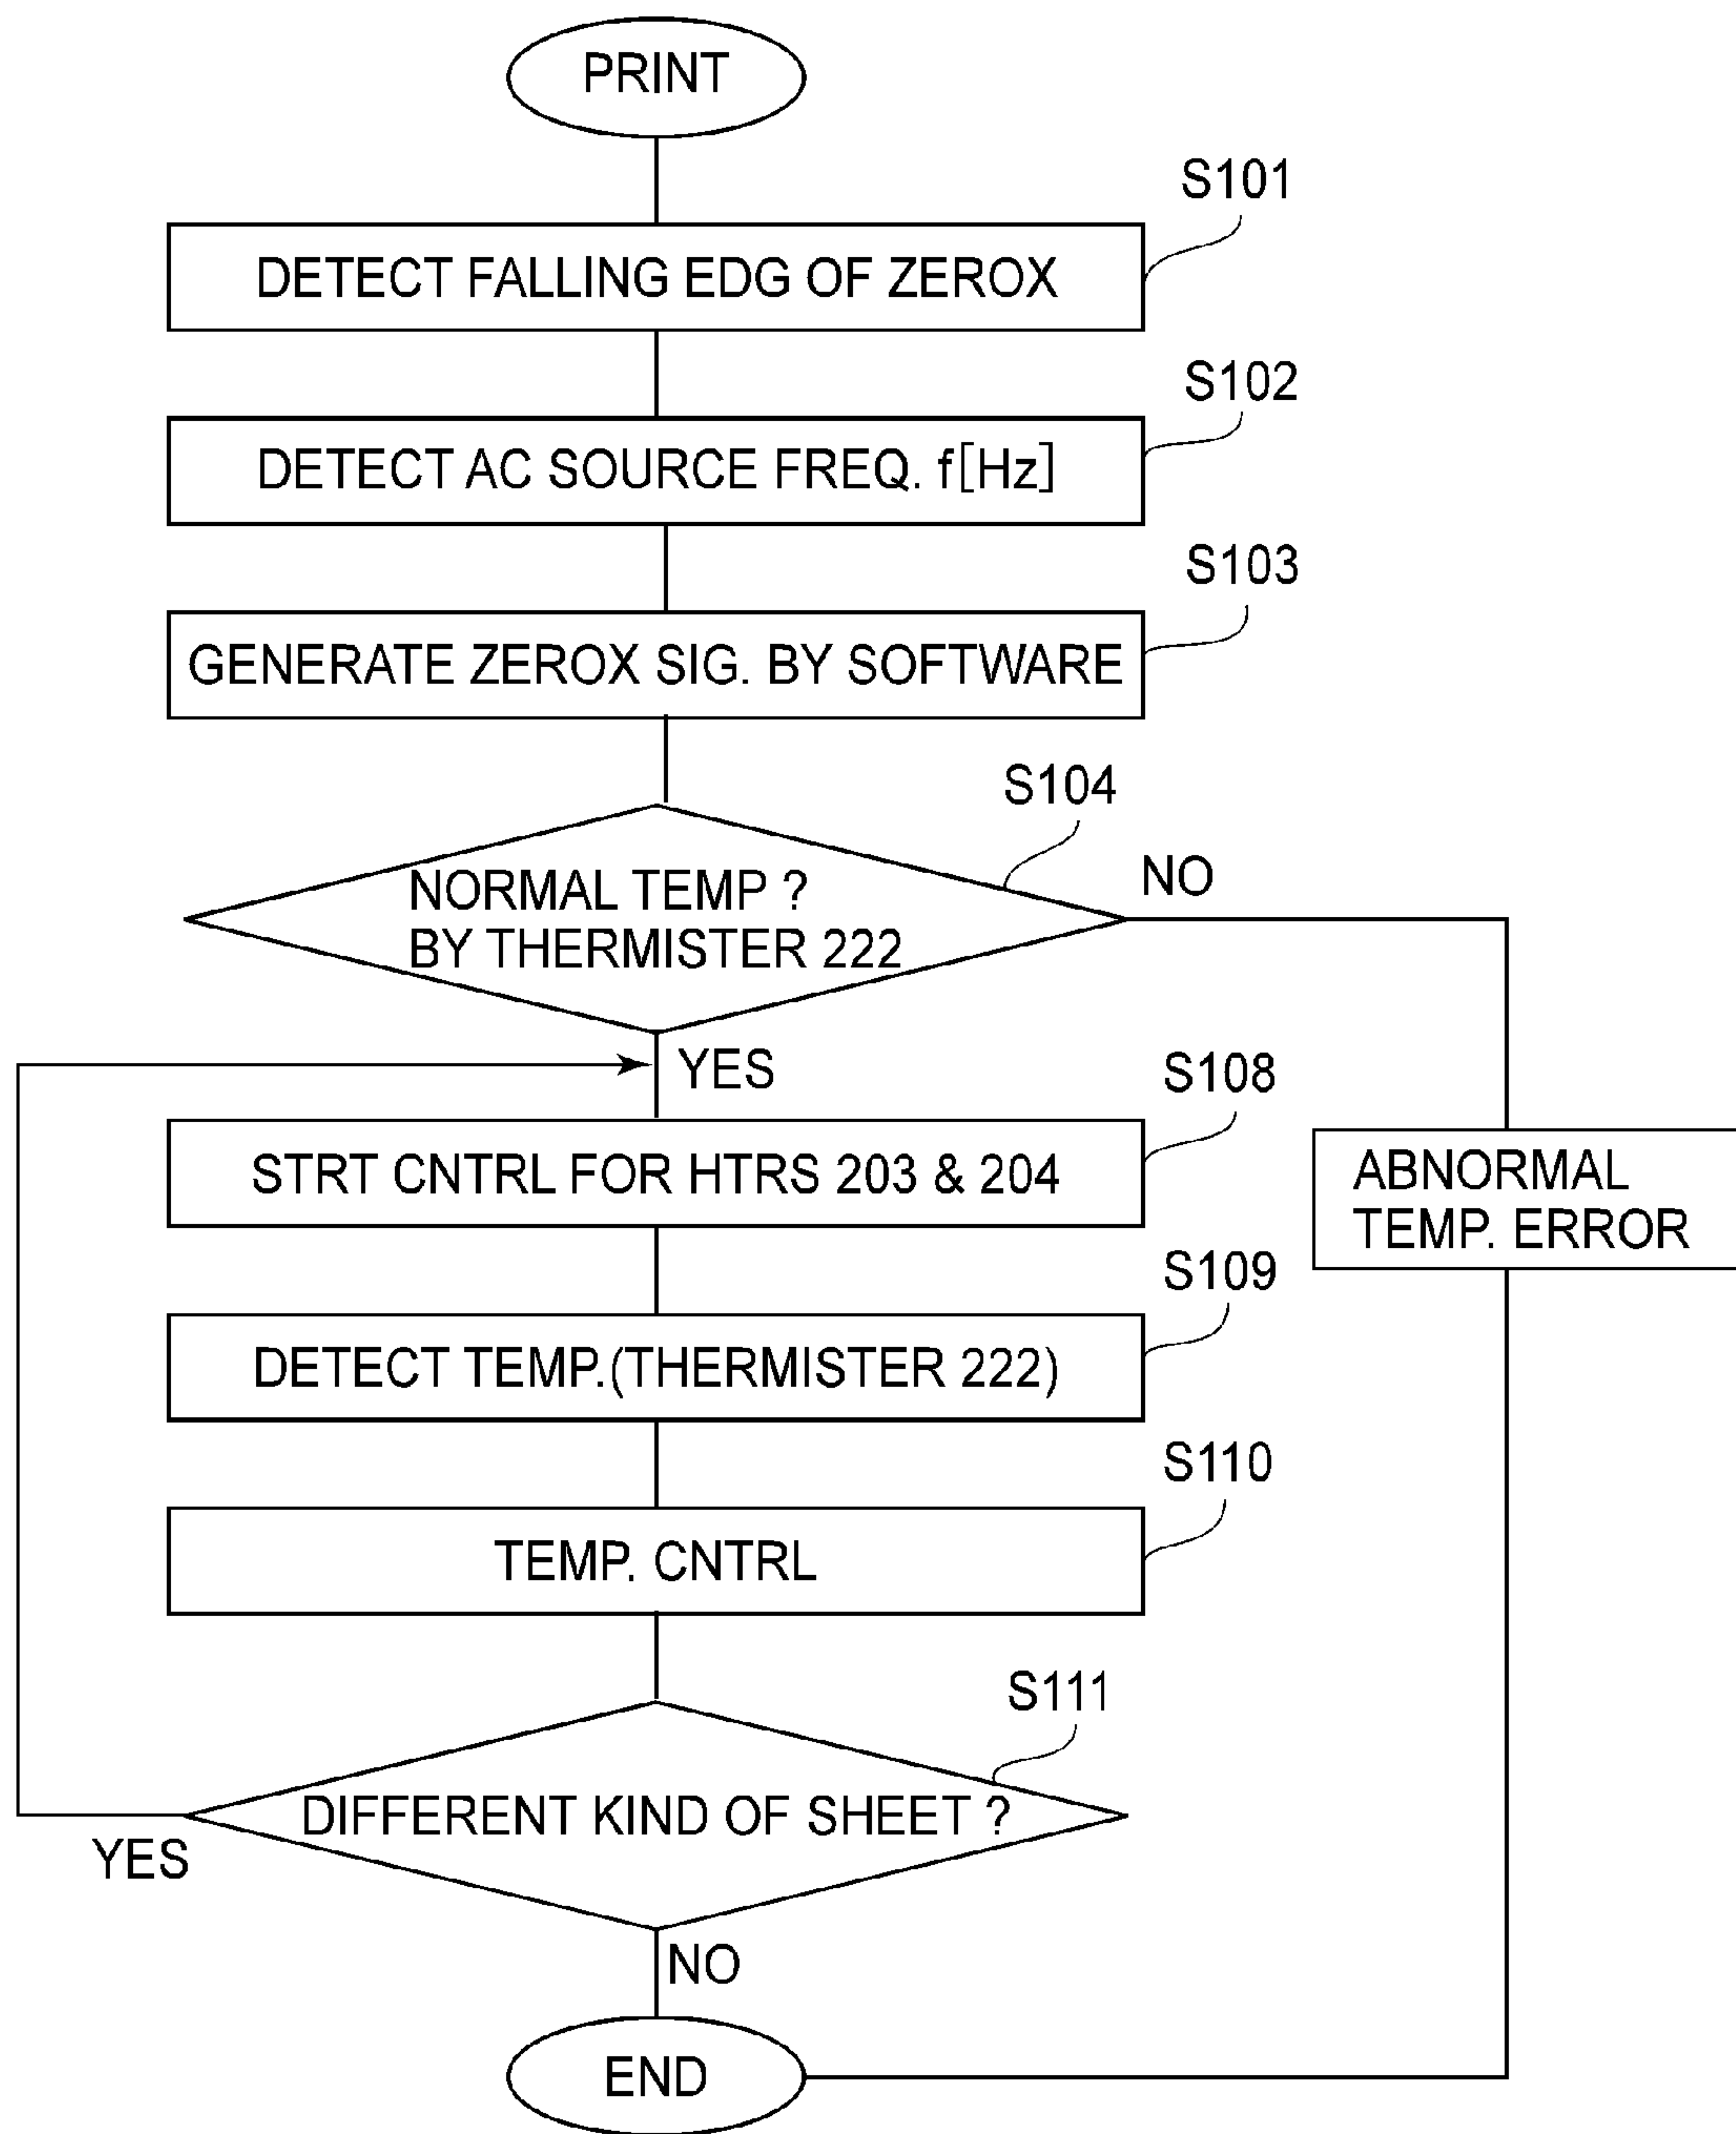 PRINT
S101
DETECT FALLING EDG OF ZEROX
S102
DETECT AC SOURCE FREQ. f[Hz]
S103
GENERATE ZEROX SIG. BY SOFTWARE
S104
NORMAL TEMP ?
BY THERMISTER 222
NO
YES
S108
STRT CNTRL FOR HTRS 203 & 204
ABNORMAL
TEMP. ERROR
S109
DETECT TEMP.(THERMISTER 222)
S110
TEMP. CNTRL
S111
DIFFERENT KIND OF SHEET ?
YES
NO
END